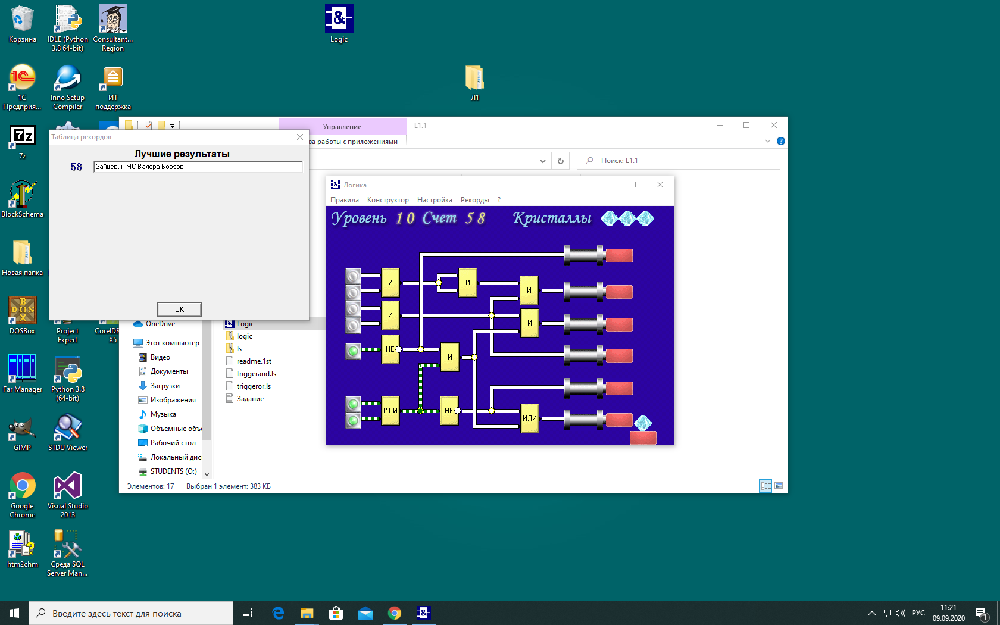 Корзина
IDLE (Python
3.8 64-bit)
Consultant...
Region
Logic
1С
Предприя...
Inno Setup
Compiler
ИТ
поддержка
Л1
7z
BlockSchema
Новая папка
DOSBox
Project
Expert
CorelDR
X5
Far Manager
Python 3.8
(64-bit)
GIMP
STDU Viewer
Google
Chrome
Visual Studio
2013
htm2chm
Среда SQL
Server Man...
Управление
L1.1
ва работы с приложениями
Поиск: L1.1
Таблица рекордов
Лучшие результаты
58
Зайцев, и МС Валера Борзов
OK
OneDrive
Этот компьютер
Видео
Документы
Загрузки
Изображения
Музыка
Объемные объ
Рабочий стол
Локальный дис
STUDENTS (O:)
Logic
logic
ls
readme.1st
triggerand.ls
triggeror.ls
Задание
Элементов: 17
Выбран 1 элемент: 383 КБ
Логика
Правила
Конструктор
Настройка
Рекорды
?
Уровень 10 Счет 58 Кристаллы
И
И
И
И
И
НЕ
И
ИЛИ
НЕ
ИЛИ
Введите здесь текст для поиска
РУС
11:21
09.09.2020
1